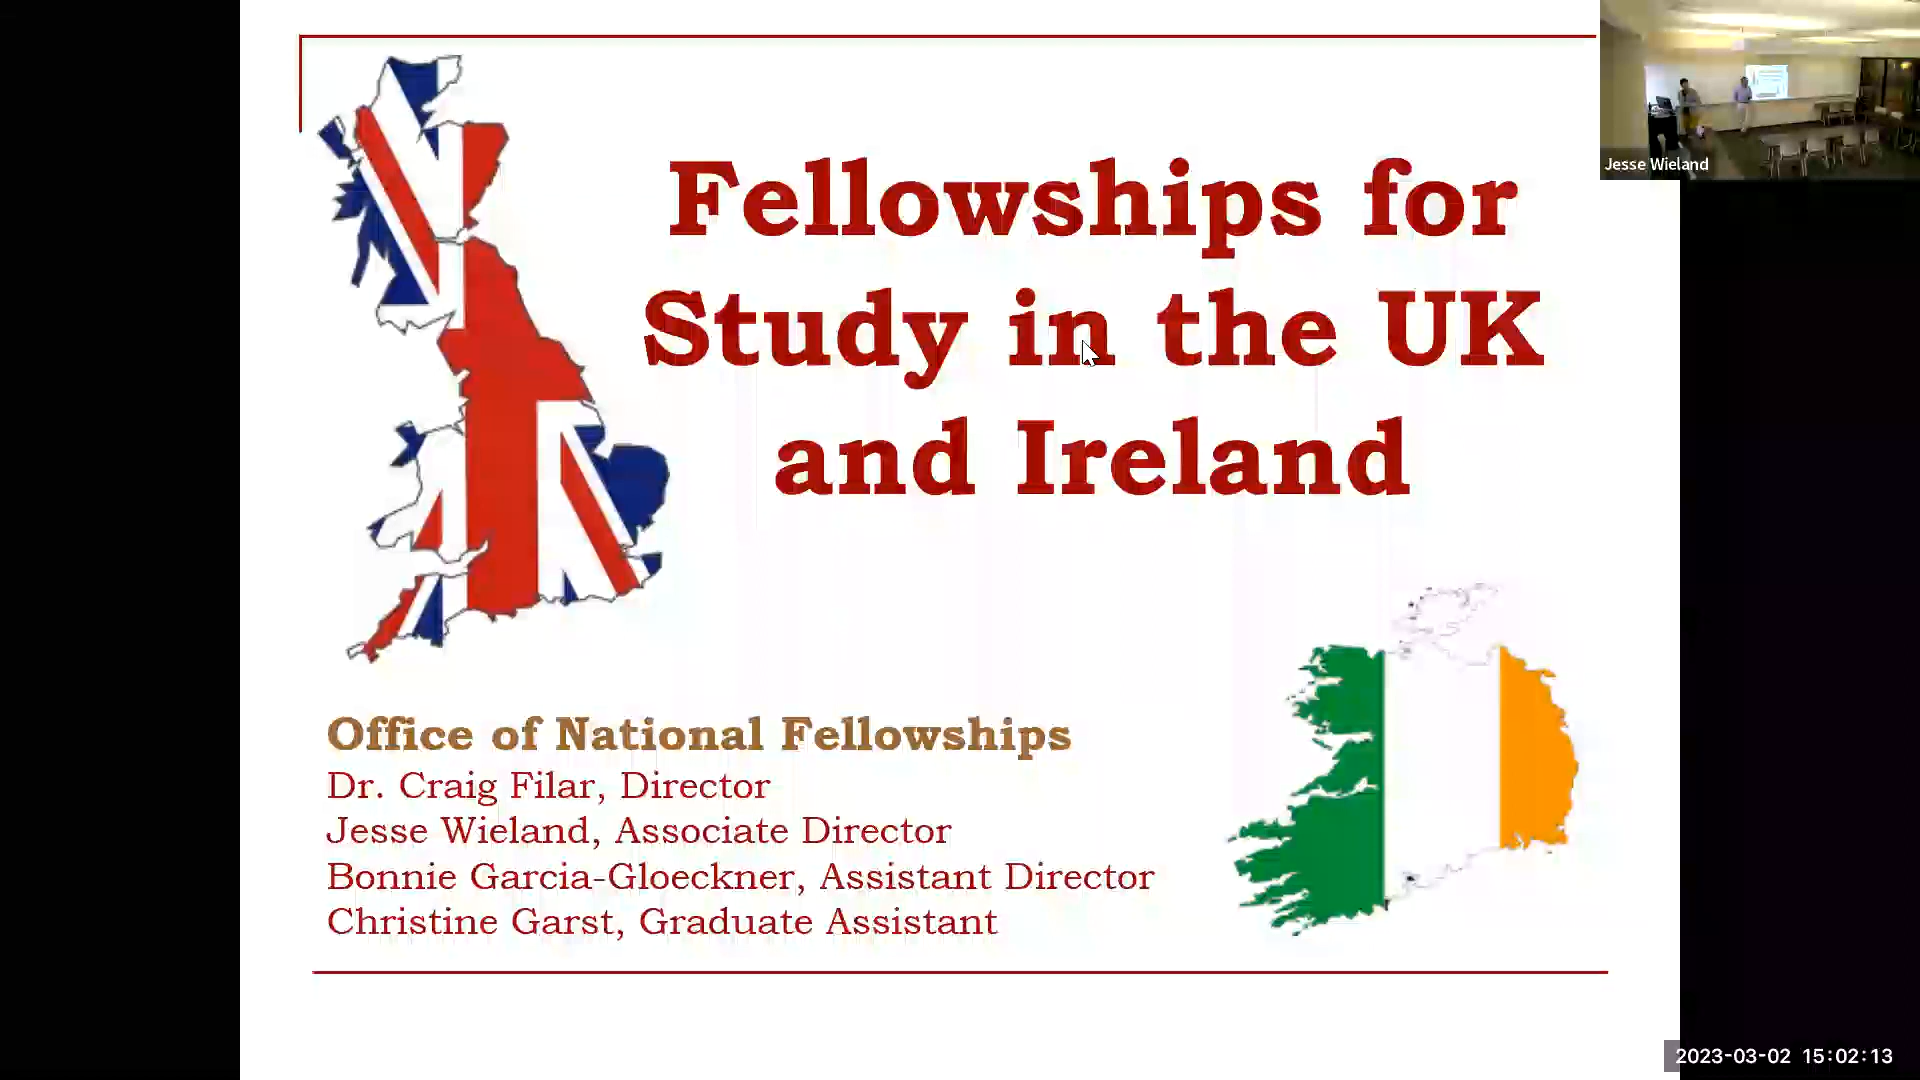 Fellowships for
Study in the UK
and Ireland
Office of National Fellowships
Dr. Craig Filar, Director
Jesse Wieland, Associate Director
Bonnie Garcia-Gloeckner, Assistant Director
Christine Garst, Graduate Assistant
Jesse Wieland
2023-03-02 15:02:13